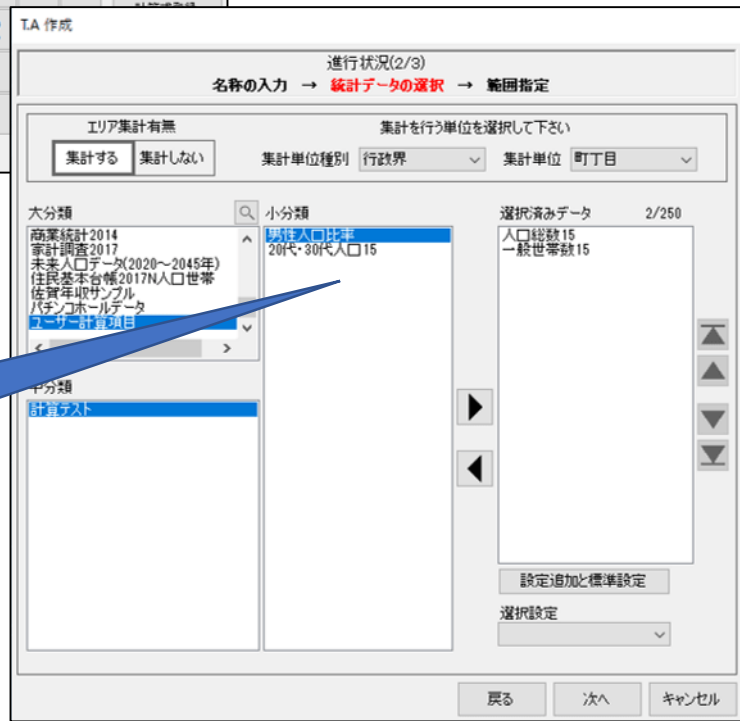 T.A 作成
進行状況(2/3)
名称の入力 → 統計データの選択 → 範囲指定
エリア集計有無
集計を行う単位を選択して下さい
集計する 集計しない 集計単位種別 行政界 集計単位 町丁目
大分類 小分類 選択済みデータ 2/250
商業統計2014
家計調査2017
未来人口データ(2020~2045年)
住民基本台帳2017N人口世帯
佐賀年収サンプル
パチンコホールデータ
ユーザー計算項目
男性人口比率
20代・30代人口15
人口総数15
一般世帯数15
中分類
計算テスト
設定追加と標準設定
選択設定
戻る 次へ キャンセル